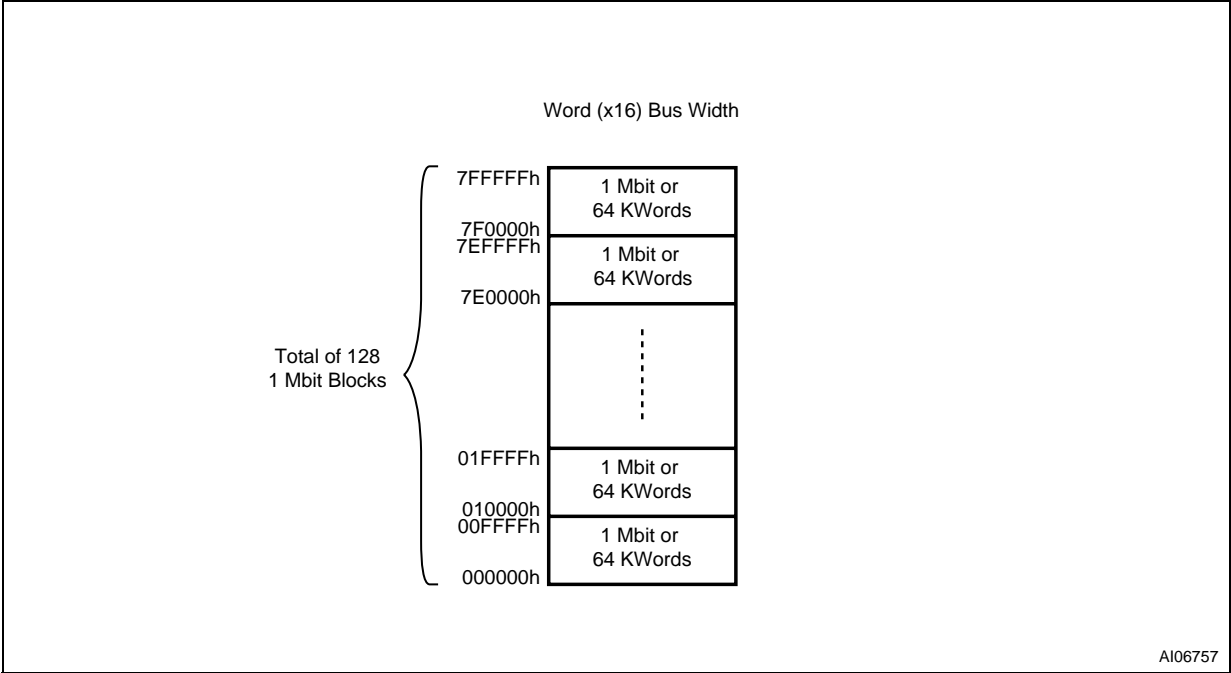 Word (x16) Bus Width
7FFFFFh
1 Mbit or
64 KWords
7F0000h
7EFFFFh
1 Mbit or
64 KWords
7E0000h
Total of 128
1 Mbit Blocks
01FFFFh
1 Mbit or
64 KWords
010000h
00FFFFh
1 Mbit or
64 KWords
000000h
AI06757